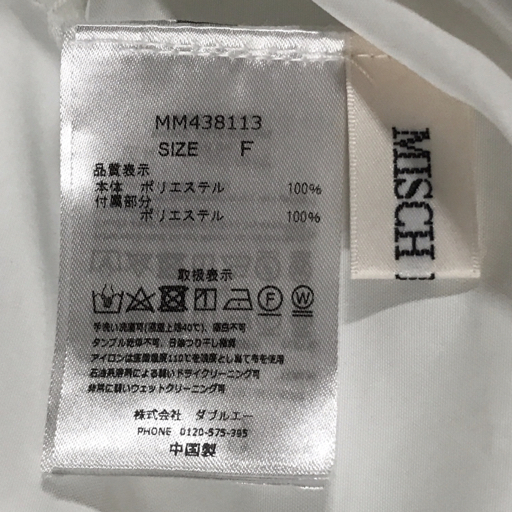 MM438113
SIZE F
品質表示
本体 ポリエステル 100%
付属部分
ポリエステル 100%
取扱表示
F W
手洗い洗濯可(液温上限40℃)、漂白不可
タンブル乾燥不可、日陰つり干し推奨
アイロンは底面温度110℃を限度とし当て布を使用
石油系溶剤による弱いドライクリーニング可
非常に弱いウェットクリーニング可
株式会社 ダブルエー
PHONE 0120-575-395
中国製
MISCH